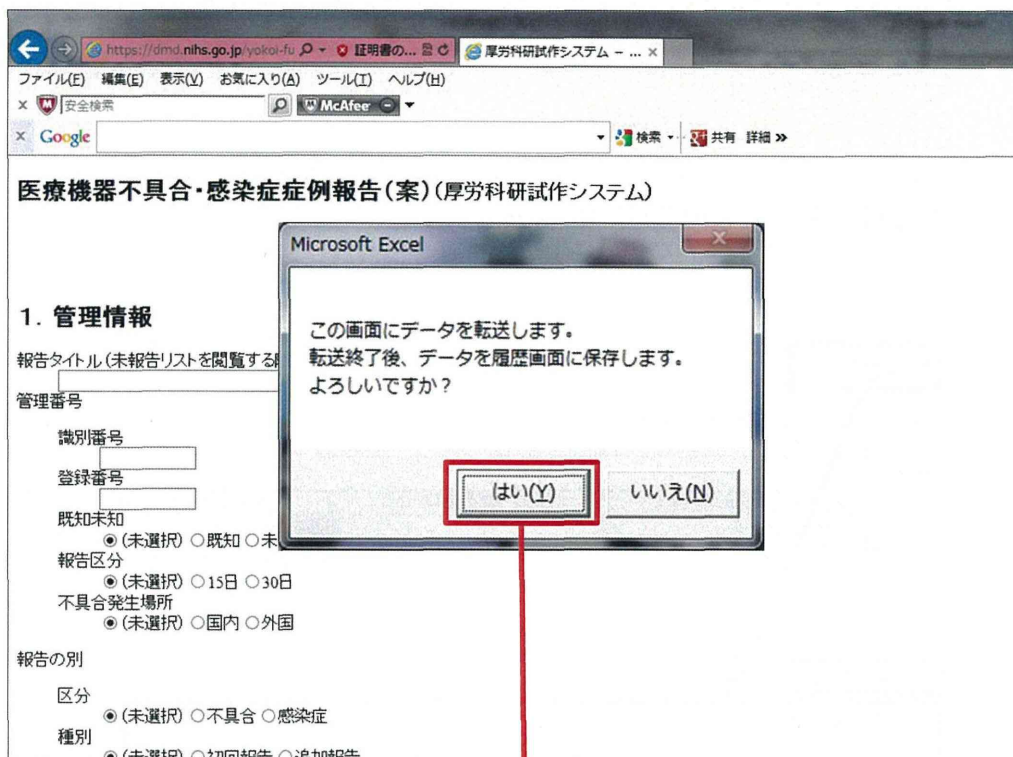 https://dmd.nihs.go.jp/yokoi-fu 証明書の... 厚労科研試作システム - ... ×
ファイル(F) 編集(E) 表示(V) お気に入り(A) ツール(T) ヘルプ(H)
× 安全検索 McAfee
× Google 検索 共有 詳細 »
医療機器不具合・感染症症例報告(案)(厚労科研試作システム)
Microsoft Excel
この画面にデータを転送します。
転送終了後、データを履歴画面に保存します。
よろしいですか?
はい(Y) いいえ(N)
1. 管理情報
報告タイトル(未報告リストを閲覧する
管理番号
識別番号
登録番号
既知未知
(未選択) 既知 未
報告区分
(未選択) 15日 30日
不具合発生場所
(未選択) 国内 外国
報告の別
区分
(未選択) 不具合 感染症
種別
(未選択) 初回報告 追加報告